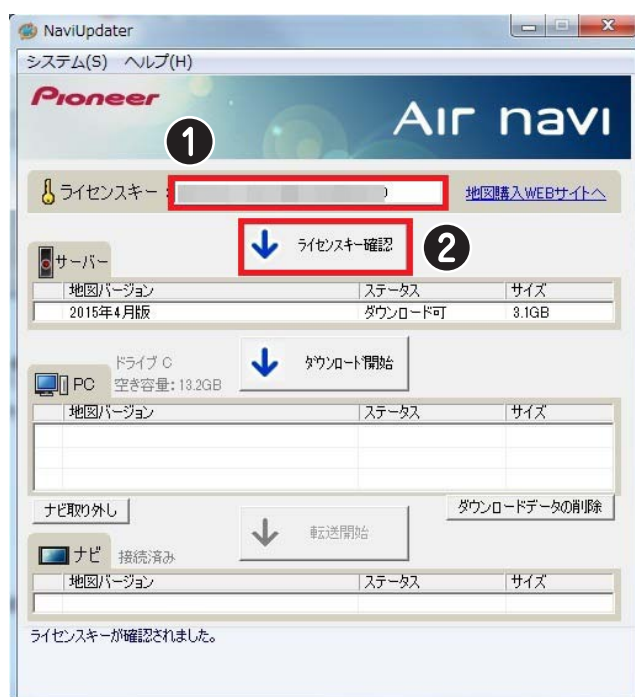 NaviUpdater
システム(S) ヘルプ(H)
Pioneer
AIr navi
❶
ライセンスキー：
地図購入WEBサイトへ
ライセンスキー確認
❷
サーバー
地図バージョン ステータス サイズ
2015年4月版 ダウンロード可 3.1GB
ドライブ C
PC 空き容量：13.2GB
ダウンロード開始
地図バージョン ステータス サイズ
ナビ取り外し
ダウンロードデータの削除
転送開始
ナビ 接続済み
地図バージョン ステータス サイズ
ライセンスキーが確認されました。